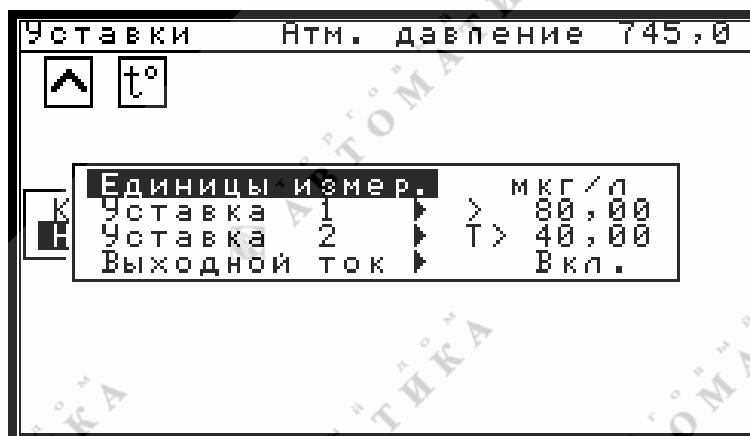 Уставки Атм. давление 745,0
t°
Единицы измер. мкг/л
К Уставка 1 > 80,00
Н Уставка 2 T> 40,00
Выходной ток Вкл.